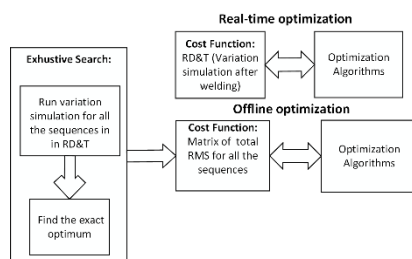 Real-time optimization
Exhustive Search:
Run variation
simulation for all
the sequences in
in RD&T
Find the exact
optimum
Cost Function:
RD&T (Variation
simulation after
welding)
Optimization
Algorithms
Offline optimization
Cost Function:
Matrix of total
RMS for all the
sequences
Optimization
Algorithms